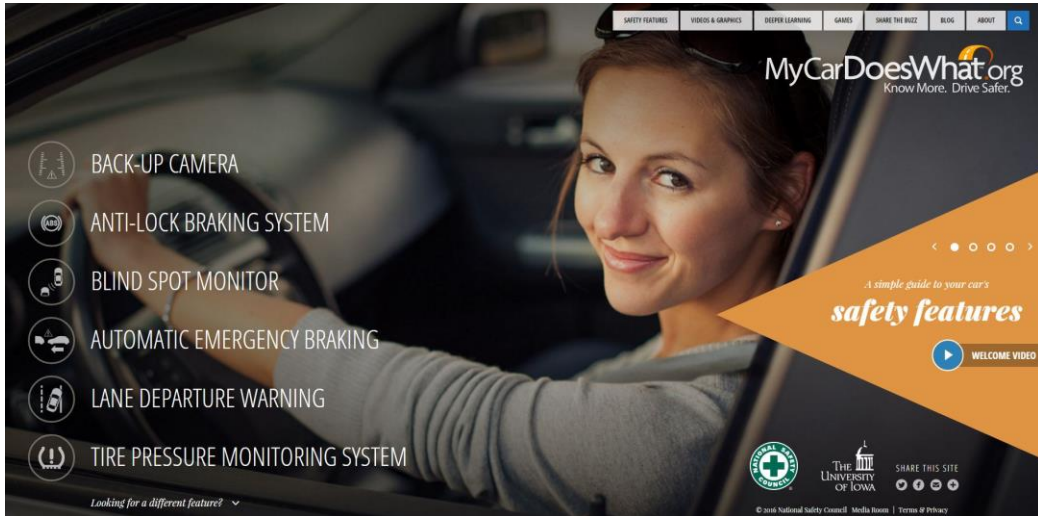 SAFETY FEATURES
VIDEOS & GRAPHICS
DEEPER LEARNING
GAMES
SHARE THE BUZZ
BLOG
ABOUT
MyCarDoesWhat.org
Know More. Drive Safer.
BACK-UP CAMERA
(ABS)
ANTI-LOCK BRAKING SYSTEM
BLIND SPOT MONITOR
AUTOMATIC EMERGENCY BRAKING
LANE DEPARTURE WARNING
TIRE PRESSURE MONITORING SYSTEM
Looking for a different feature?
A simple guide to your car's
safety features
WELCOME VIDEO
NATIONAL SAFETY COUNCIL
THE
UNIVERSITY
OF IOWA
SHARE THIS SITE
© 2016 National Safety Council Media Room | Terms & Privacy